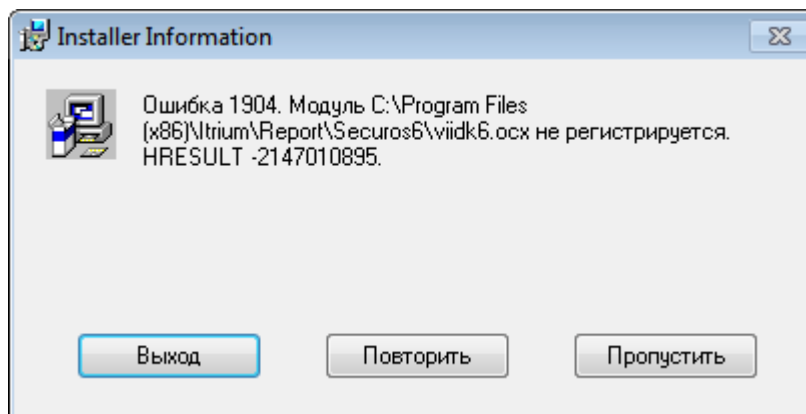 Installer Information
Ошибка 1904. Модуль C:\Program Files
(x86)\Itrium\Report\Securos6\viidk6.ocx не регистрируется.
HRESULT -2147010895.
Выход Повторить Пропустить